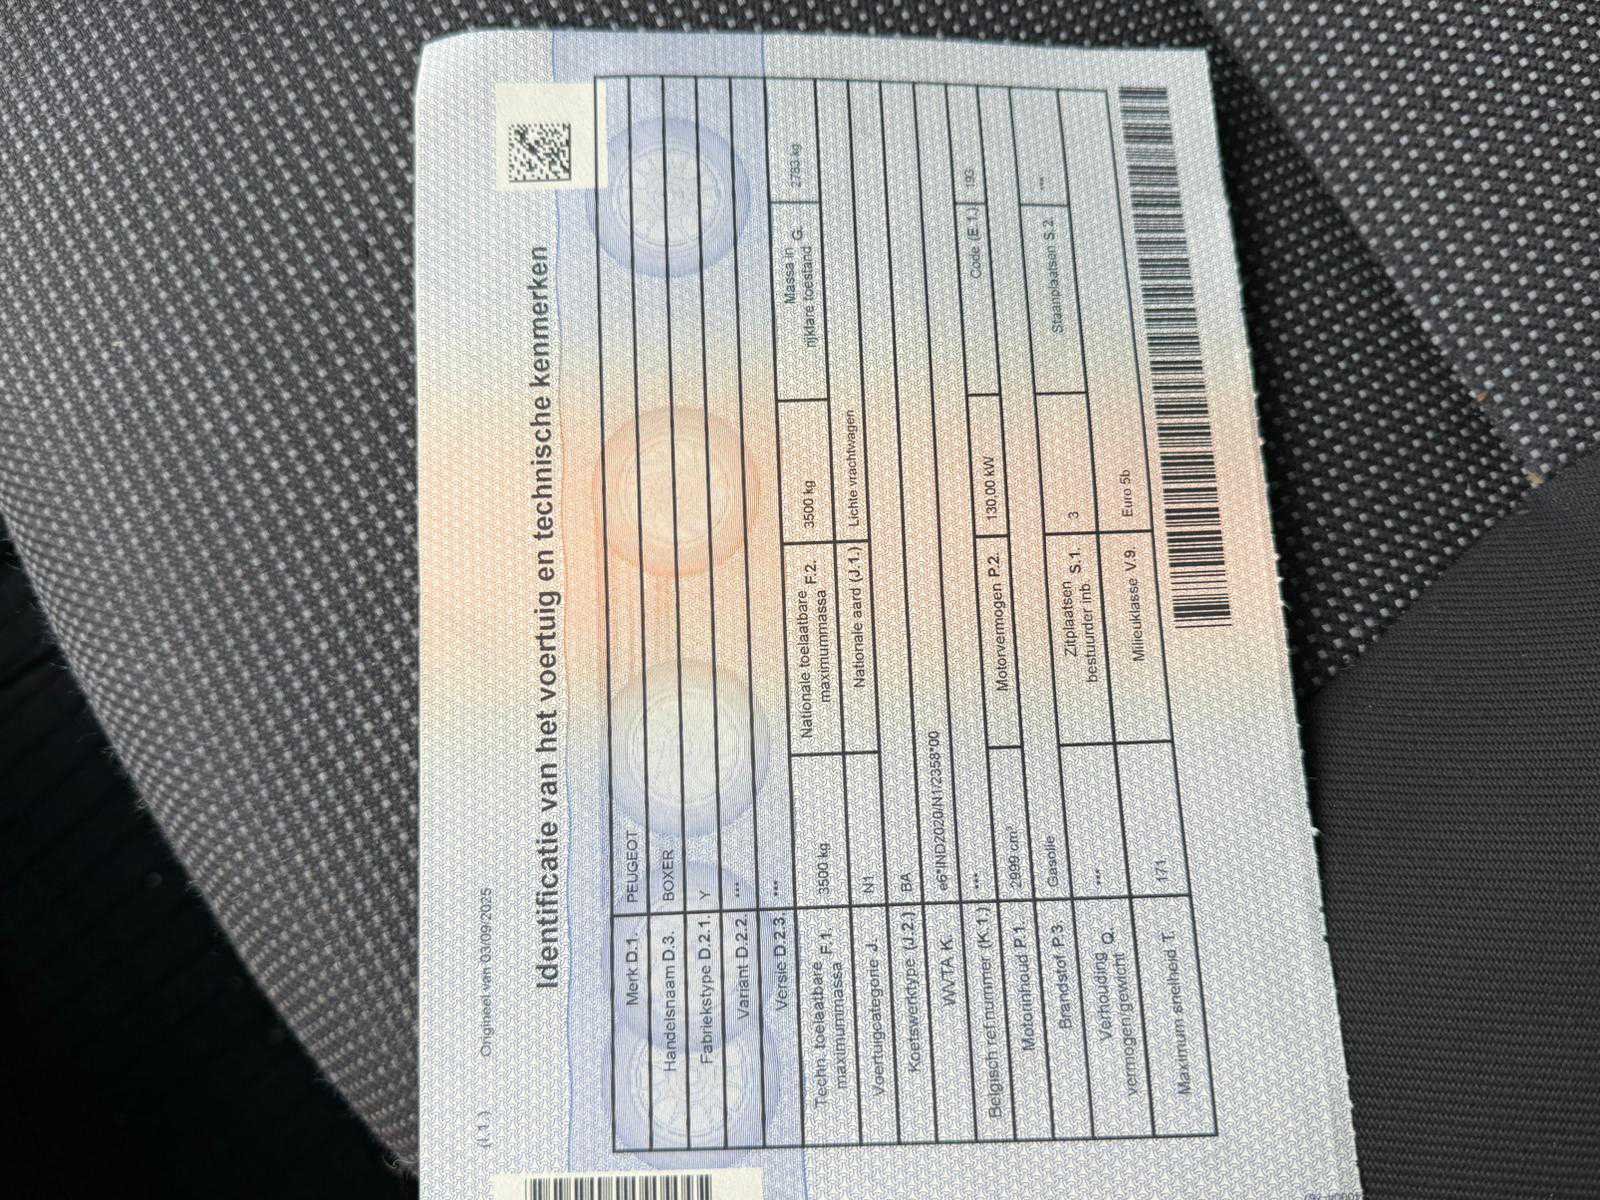 (I.1.) Origineel van 03/09/2025
Identificatie van het voertuig en technische kenmerken
Merk D.1. PEUGEOT
Handelsnaam D.3. BOXER
Fabriekstype D.2.1. Y
Variant D.2.2. ***
Versie D.2.3. ***
Techn. toelaatbare maximummassa F.1. 3500 kg Nationale toelaatbare maximummassa F.2. 3500 kg Massa in rijklare toestand G. 2783 kg
Voertuigcategorie J. N1 Nationale aard (J.1.) Lichte vrachtwagen
Koetswerktype (J.2.) BA
WVTA K. e6*IND2020/N1/2358*00
Belgisch ref nummer (K.1.) *** Code (E.1.) 193
Motorinhoud P.1. 2999 cm³ Motorvermogen P.2. 130,00 kW
Brandstof P.3. Gasolie
Verhouding vermogen/gewicht Q. *** Zitplaatsen bestuurder inb. S.1. 3 Staanplaatsen S.2. ***
Maximum snelheid T. 171 Milieuklasse V.9. Euro 5b